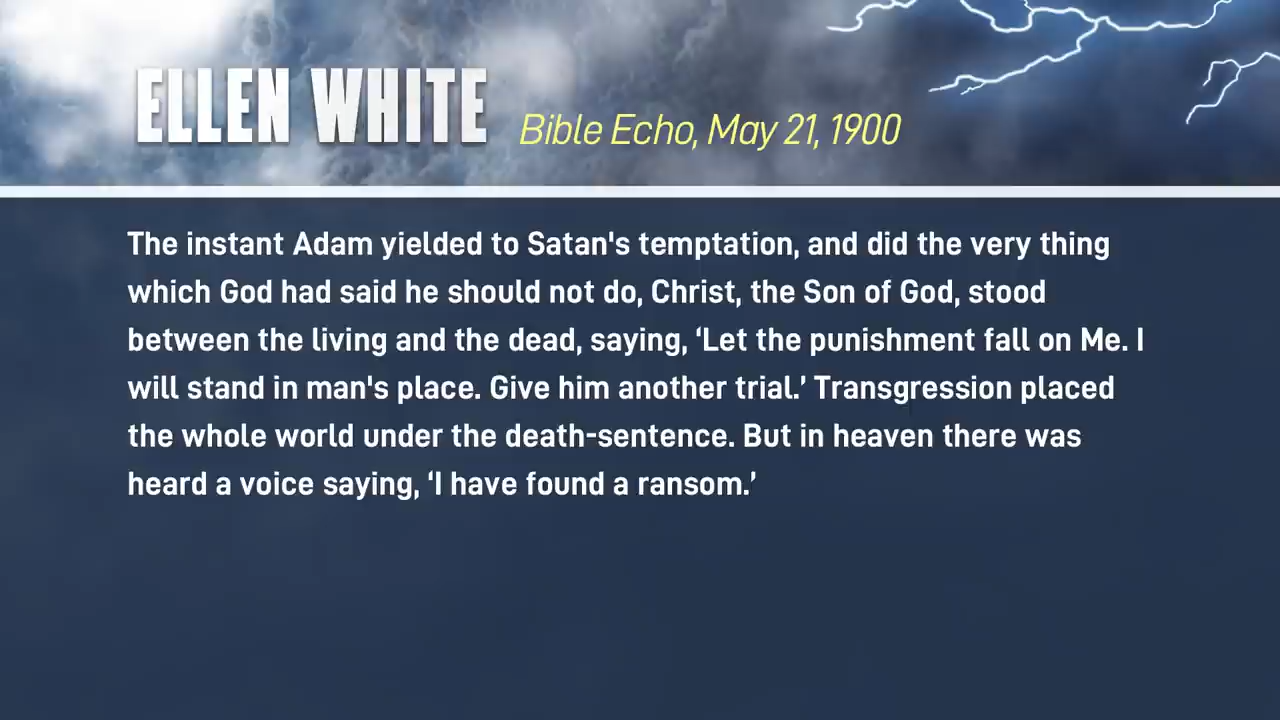 ELLEN WHITE Bible Echo, May 21, 1900
The instant Adam yielded to Satan's temptation, and did the very thing
which God had said he should not do, Christ, the Son of God, stood
between the living and the dead, saying, ‘Let the punishment fall on Me. I
will stand in man's place. Give him another trial.’ Transgression placed
the whole world under the death-sentence. But in heaven there was
heard a voice saying, ‘I have found a ransom.’